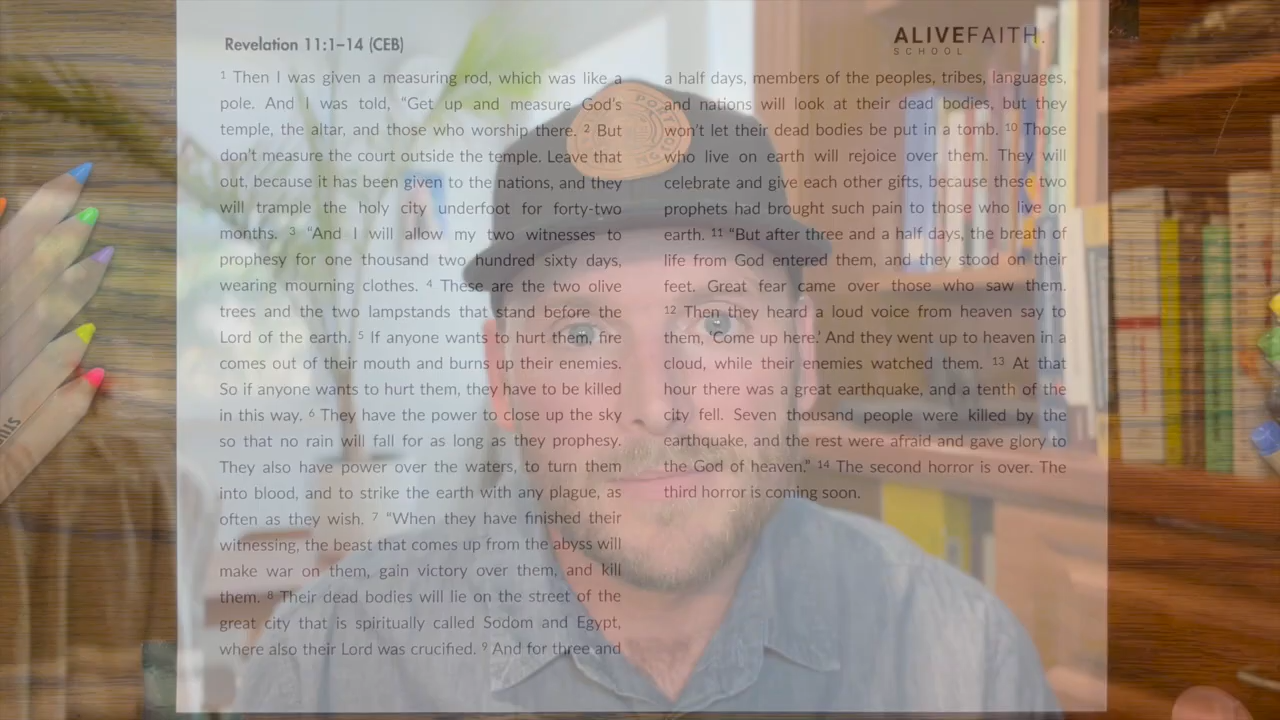 Revelation 11:1–14 (CEB)
ALIVEFAITH.
SCHOOL
1 Then I was given a measuring rod, which was like a
pole. And I was told, “Get up and measure God’s
temple, the altar, and those who worship there. 2 But
don’t measure the court outside the temple. Leave that
out, because it has been given to the nations, and they
will trample the holy city underfoot for forty-two
months. 3 “And I will allow my two witnesses to
prophesy for one thousand two hundred sixty days,
wearing mourning clothes. 4 These are the two olive
trees and the two lampstands that stand before the
Lord of the earth. 5 If anyone wants to hurt them, fire
comes out of their mouth and burns up their enemies.
So if anyone wants to hurt them, they have to be killed
in this way. 6 They have the power to close up the sky
so that no rain will fall for as long as they prophesy.
They also have power over the waters, to turn them
into blood, and to strike the earth with any plague, as
often as they wish. 7 “When they have finished their
witnessing, the beast that comes up from the abyss will
make war on them, gain victory over them, and kill
them. 8 Their dead bodies will lie on the street of the
great city that is spiritually called Sodom and Egypt,
where also their Lord was crucified. 9 And for three and
a half days, members of the peoples, tribes, languages,
and nations will look at their dead bodies, but they
won’t let their dead bodies be put in a tomb. 10 Those
who live on earth will rejoice over them. They will
celebrate and give each other gifts, because these two
prophets had brought such pain to those who live on
earth. 11 “But after three and a half days, the breath of
life from God entered them, and they stood on their
feet. Great fear came over those who saw them.
12 Then they heard a loud voice from heaven say to
them, ‘Come up here.’ And they went up to heaven in a
cloud, while their enemies watched them. 13 At that
hour there was a great earthquake, and a tenth of the
city fell. Seven thousand people were killed by the
earthquake, and the rest were afraid and gave glory to
the God of heaven.” 14 The second horror is over. The
third horror is coming soon.